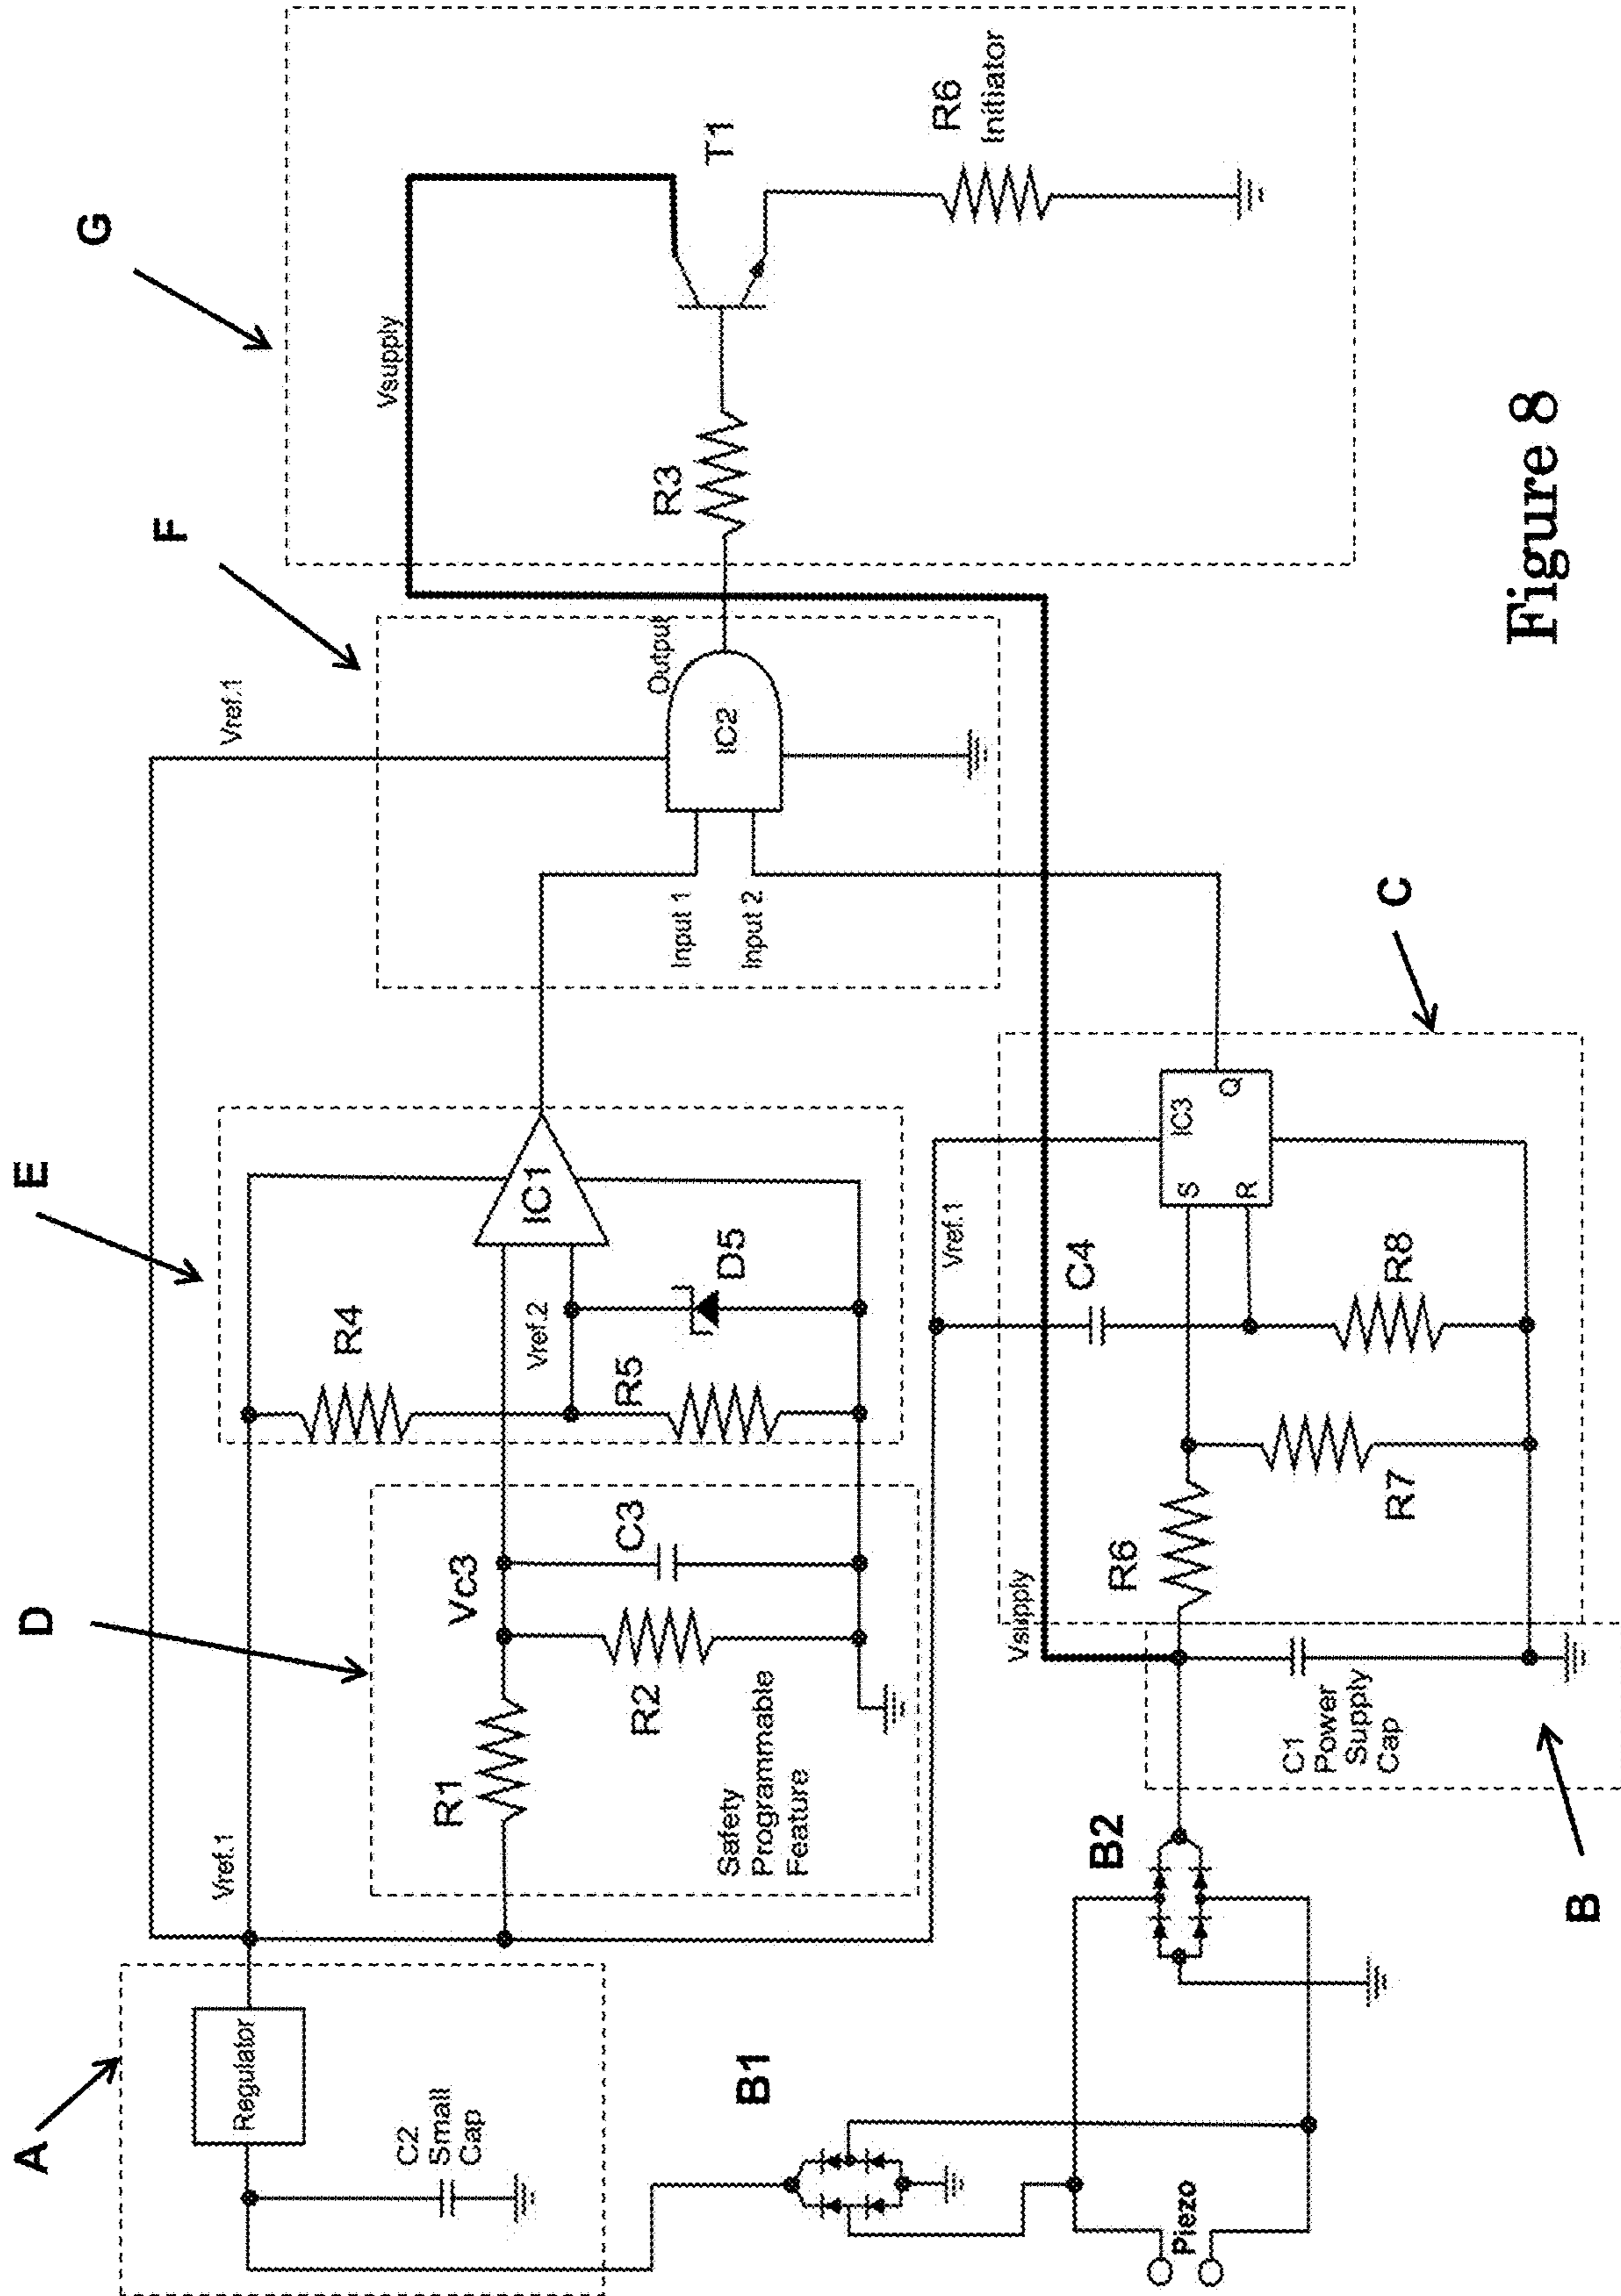 A
Regulator
C2
Small
Cap
Vref.1
B1
Piezo
B2
D
R1
Vc3
R2
C3
Safety
Programmable
Feature
E
R4
Vref.2
R5
D5
IC1
Vref.1
F
Input 1
Input 2
IC2
Output
G
Vsupply
R3
T1
R6
Initiator
B
C1
Power
Supply
Cap
Vsupply
C
R6
R7
Vref.1
C4
R8
S
R
IC3
Q
Figure 8